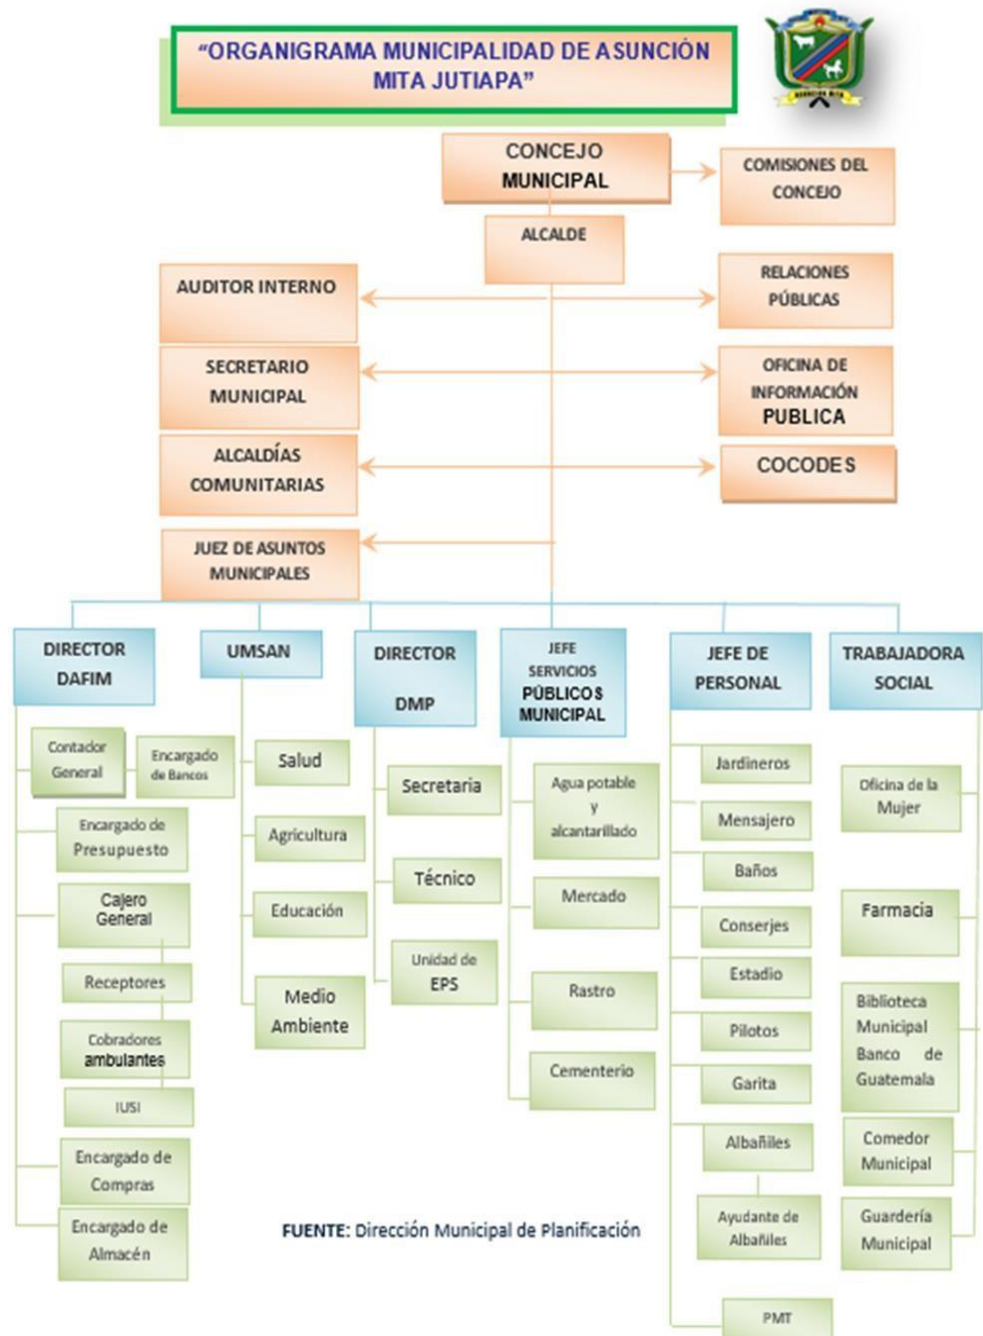 “ORGANIGRAMA MUNICIPALIDAD DE ASUNCIÓN
MITA JUTIAPA”
ASUNCION MITA
CONCEJO
MUNICIPAL
COMISIONES DEL
CONCEJO
ALCALDE
AUDITOR INTERNO
RELACIONES
PÚBLICAS
SECRETARIO
MUNICIPAL
OFICINA DE
INFORMACIÓN
PUBLICA
ALCALDÍAS
COMUNITARIAS
COCODES
JUEZ DE ASUNTOS
MUNICIPALES
DIRECTOR
DAFIM
UMSAN
DIRECTOR
DMP
JEFE
SERVICIOS
PÚBLICOS
MUNICIPAL
JEFE DE
PERSONAL
TRABAJADORA
SOCIAL
Contador
General
Encargado
de Bancos
Encargado de
Presupuesto
Cajero
General
Receptores
Cobradores
ambulantes
IUSI
Encargado de
Compras
Encargado de
Almacén
Salud
Agricultura
Educación
Medio
Ambiente
Secretaria
Técnico
Unidad de
EPS
Agua potable
y
alcantarillado
Mercado
Rastro
Cementerio
Jardineros
Mensajero
Baños
Conserjes
Estadio
Pilotos
Garita
Albañiles
Ayudante de
Albañiles
PMT
Oficina de la
Mujer
Farmacia
Biblioteca
Municipal
Banco de
Guatemala
Comedor
Municipal
Guardería
Municipal
FUENTE: Dirección Municipal de Planificación